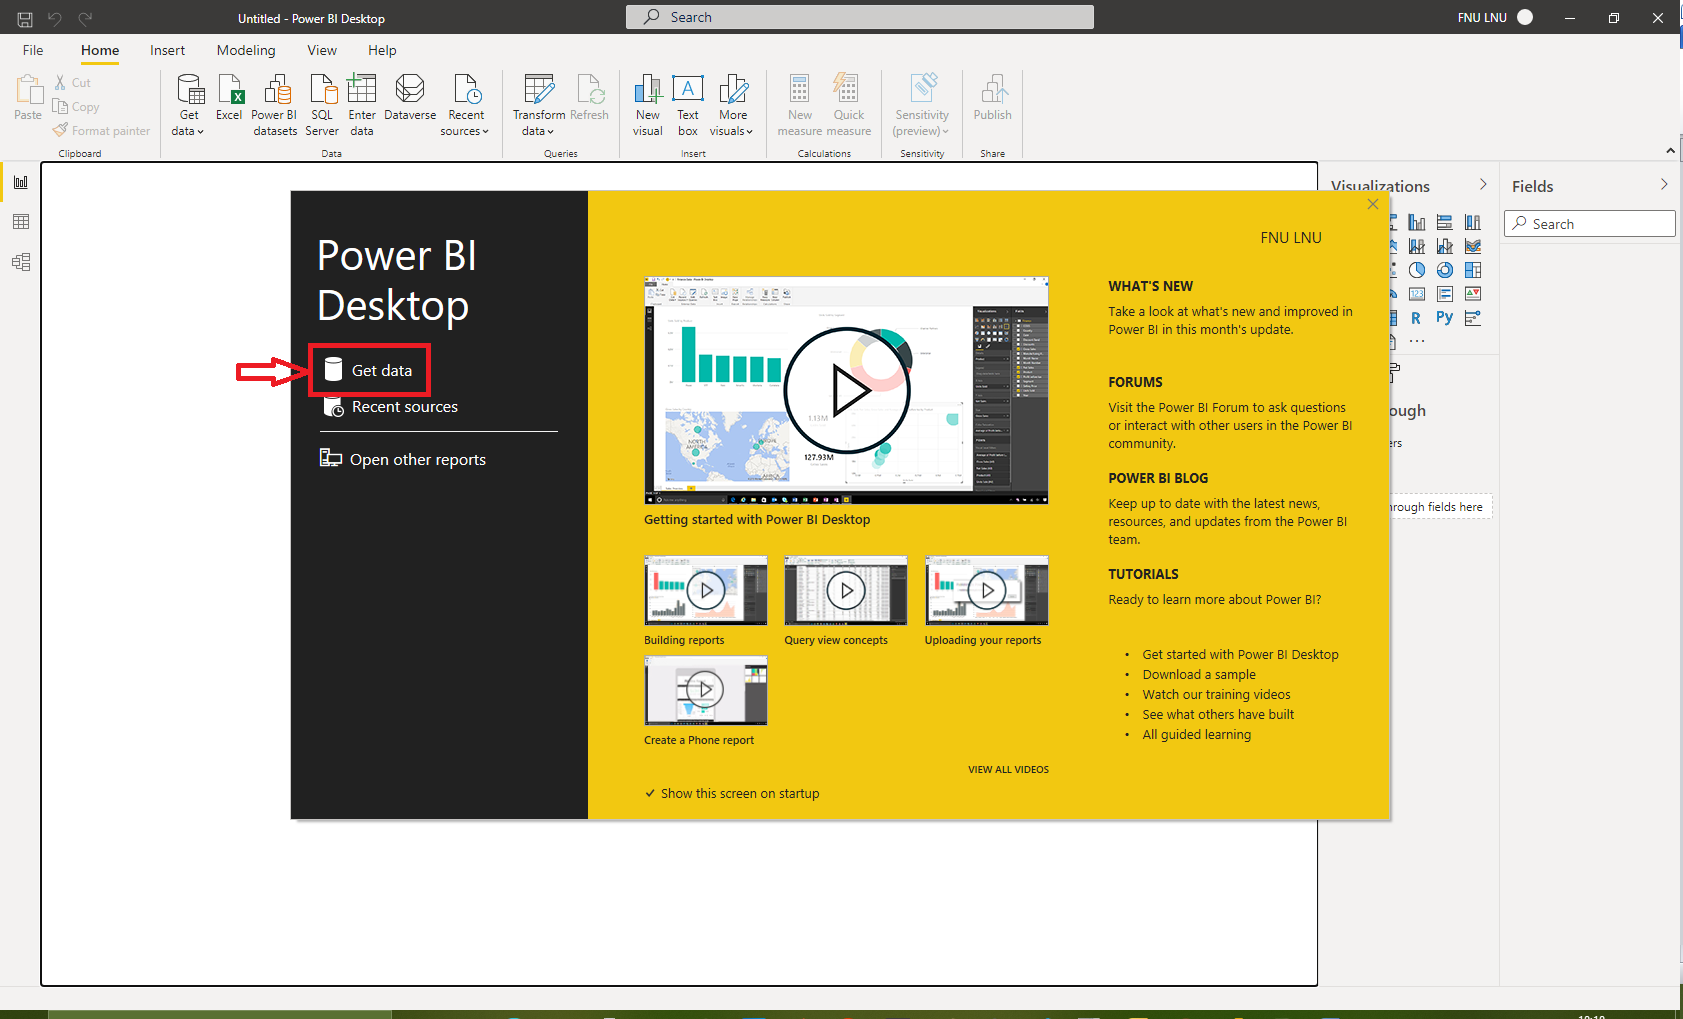 Untitled - Power BI Desktop
Search
FNU LNU
File Home Insert Modeling View Help
Paste
Cut
Copy
Format painter
Clipboard
Get data
Excel
Power BI datasets
SQL Server
Enter data
Dataverse
Recent sources
Data
Transform data
Refresh
Queries
New visual
Text box
More visuals
Insert
New measure
Quick measure
Calculations
Sensitivity (preview)
Sensitivity
Publish
Share
Visualizations
Fields
Search
Power BI
Desktop
Get data
Recent sources
Open other reports
FNU LNU
127.93M
1.13M
NORTH AMERICA
EUROPE
Getting started with Power BI Desktop
Building reports
Query view concepts
Uploading your reports
Create a Phone report
VIEW ALL VIDEOS
Show this screen on startup
WHAT'S NEW
Take a look at what's new and improved in
Power BI in this month's update.
FORUMS
Visit the Power BI Forum to ask questions
or interact with other users in the Power BI
community.
POWER BI BLOG
Keep up to date with the latest news,
resources, and updates from the Power BI
team.
TUTORIALS
Ready to learn more about Power BI?
• Get started with Power BI Desktop
• Download a sample
• Watch our training videos
• See what others have built
• All guided learning
123
R
Py
ough
ers
rough fields here